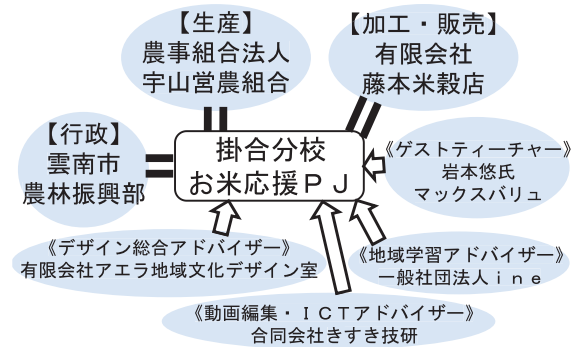 【生産】
農事組合法人
宇山営農組合
【加工・販売】
有限会社
藤本米穀店
【行政】
雲南市
農林振興部
掛合分校
お米応援ＰＪ
《ゲストティーチャー》
岩本悠氏
マックスバリュ
《デザイン総合アドバイザー》
有限会社アエラ地域文化デザイン室
《地域学習アドバイザー》
一般社団法人ｉｎｅ
《動画編集・ＩＣＴアドバイザー》
合同会社きすき技研